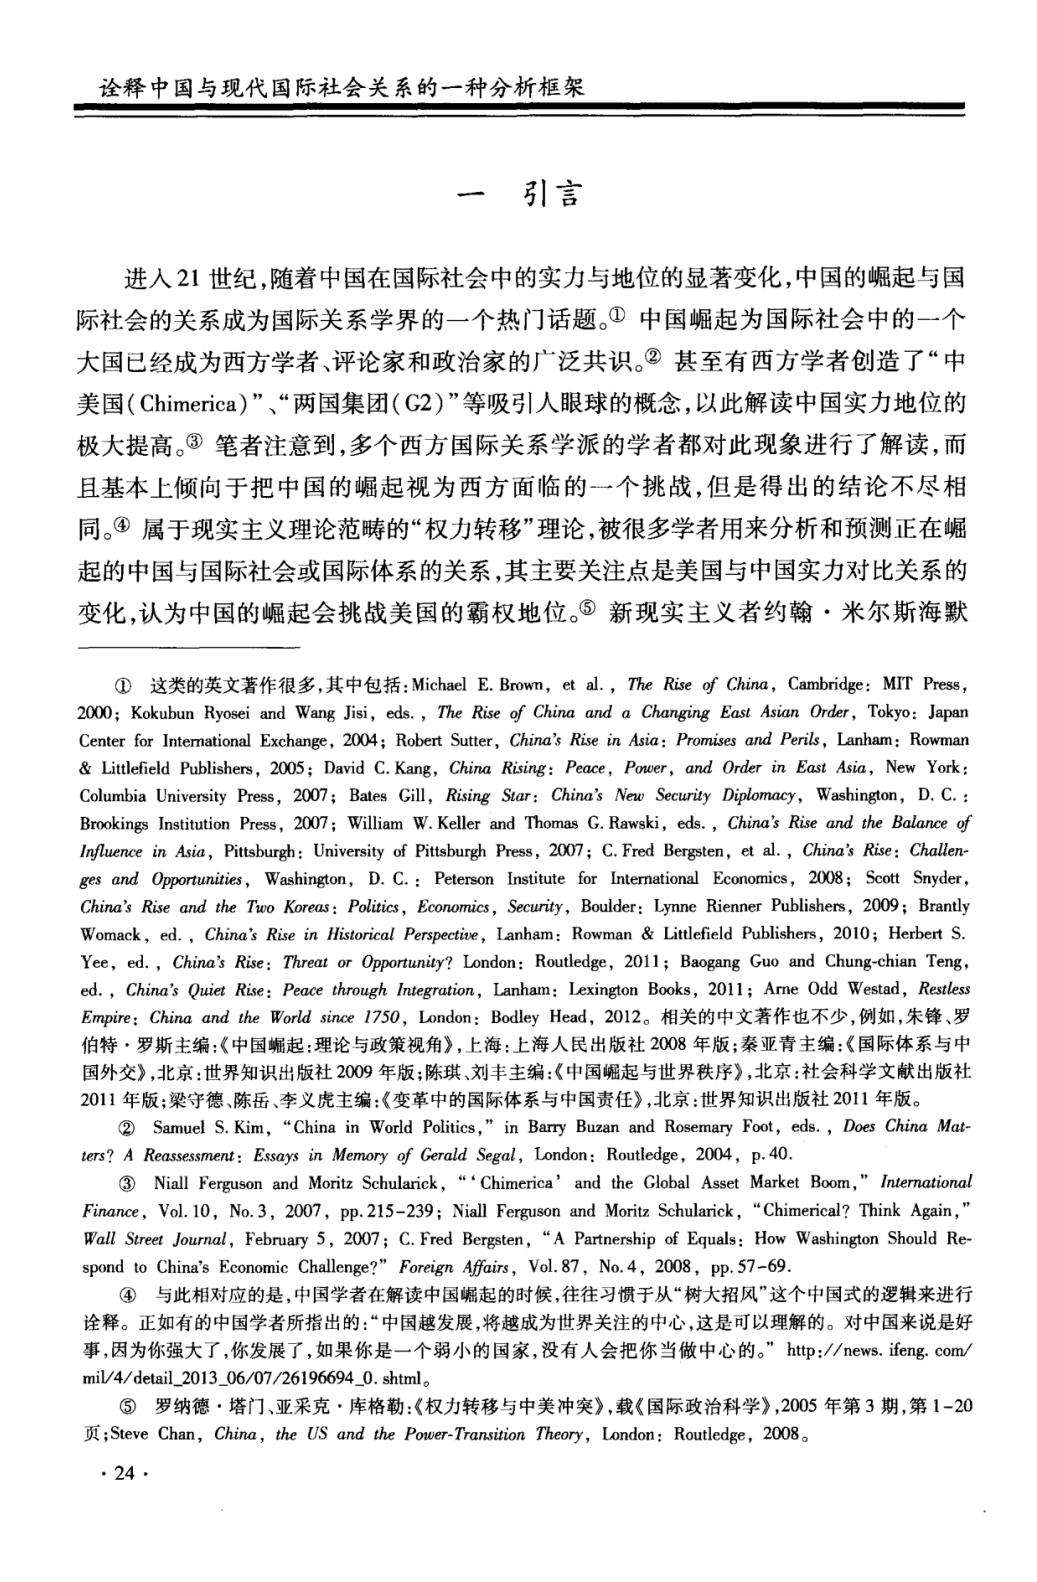 诠释中国与现代国际社会关系的一种分析框架
一 引言
进入 21 世纪,随着中国在国际社会中的实力与地位的显著变化,中国的崛起与国
际社会的关系成为国际关系学界的一个热门话题。① 中国崛起为国际社会中的一个
大国已经成为西方学者、评论家和政治家的广泛共识。② 甚至有西方学者创造了“中
美国(Chimerica)”、“两国集团(G2)”等吸引人眼球的概念,以此解读中国实力地位的
极大提高。③ 笔者注意到,多个西方国际关系学派的学者都对此现象进行了解读,而
且基本上倾向于把中国的崛起视为西方面临的一个挑战,但是得出的结论不尽相
同。④ 属于现实主义理论范畴的“权力转移”理论,被很多学者用来分析和预测正在崛
起的中国与国际社会或国际体系的关系,其主要关注点是美国与中国实力对比关系的
变化,认为中国的崛起会挑战美国的霸权地位。⑤ 新现实主义者约翰·米尔斯海默
① 这类的英文著作很多,其中包括:Michael E. Brown, et al., The Rise of China, Cambridge: MIT Press,
2000; Kokubun Ryosei and Wang Jisi, eds., The Rise of China and a Changing East Asian Order, Tokyo: Japan
Center for International Exchange, 2004; Robert Sutter, China's Rise in Asia: Promises and Perils, Lanham: Rowman
& Littlefield Publishers, 2005; David C. Kang, China Rising: Peace, Power, and Order in East Asia, New York:
Columbia University Press, 2007; Bates Gill, Rising Star: China's New Security Diplomacy, Washington, D. C.:
Brookings Institution Press, 2007; William W. Keller and Thomas G. Rawski, eds., China's Rise and the Balance of
Influence in Asia, Pittsburgh: University of Pittsburgh Press, 2007; C. Fred Bergsten, et al., China's Rise: Challen-
ges and Opportunities, Washington, D. C.: Peterson Institute for International Economics, 2008; Scott Snyder,
China's Rise and the Two Koreas: Politics, Economics, Security, Boulder: Lynne Rienner Publishers, 2009; Brantly
Womack, ed., China's Rise in Historical Perspective, Lanham: Rowman & Littlefield Publishers, 2010; Herbert S.
Yee, ed., China's Rise: Threat or Opportunity? London: Routledge, 2011; Baogang Guo and Chung-chian Teng,
ed., China's Quiet Rise: Peace through Integration, Lanham: Lexington Books, 2011; Arne Odd Westad, Restless
Empire: China and the World since 1750, London: Bodley Head, 2012。相关的中文著作也不少,例如,朱锋、罗
伯特·罗斯主编:《中国崛起:理论与政策视角》,上海:上海人民出版社 2008 年版;秦亚青主编:《国际体系与中
国外交》,北京:世界知识出版社 2009 年版;陈琪、刘丰主编:《中国崛起与世界秩序》,北京:社会科学文献出版社
2011 年版;梁守德、陈岳、李义虎主编:《变革中的国际体系与中国责任》,北京:世界知识出版社 2011 年版。
② Samuel S. Kim, “China in World Politics,” in Barry Buzan and Rosemary Foot, eds., Does China Mat-
ters? A Reassessment: Essays in Memory of Gerald Segal, London: Routledge, 2004, p. 40.
③ Niall Ferguson and Moritz Schularick, “‘Chimerica’ and the Global Asset Market Boom,” International
Finance, Vol. 10, No. 3, 2007, pp. 215-239; Niall Ferguson and Moritz Schularick, “Chimerical? Think Again,”
Wall Street Journal, February 5, 2007; C. Fred Bergsten, “A Partnership of Equals: How Washington Should Re-
spond to China's Economic Challenge?” Foreign Affairs, Vol. 87, No. 4, 2008, pp. 57-69.
④ 与此相对应的是,中国学者在解读中国崛起的时候,往往习惯于从“树大招风”这个中国式的逻辑来进行
诠释。正如有的中国学者所指出的:“中国越发展,将越成为世界关注的中心,这是可以理解的。对中国来说是好
事,因为你强大了,你发展了,如果你是一个弱小的国家,没有人会把你当做中心的。” http://news. ifeng. com/
mil/4/detail_2013_06/07/26196694_0. shtml。
⑤ 罗纳德·塔门、亚采克·库格勒:《权力转移与中美冲突》,载《国际政治科学》,2005 年第 3 期,第 1-20
页;Steve Chan, China, the US and the Power-Transition Theory, London: Routledge, 2008。
· 24 ·